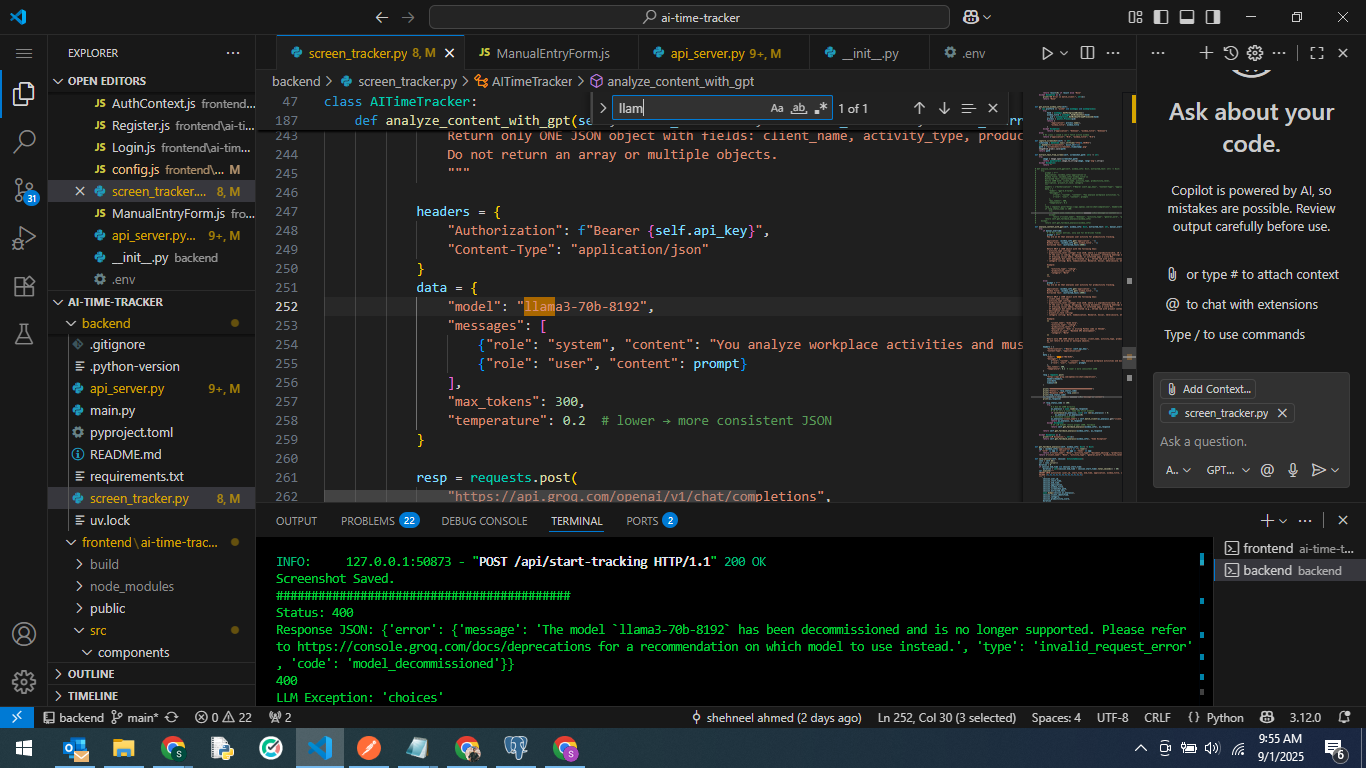 ai-time-tracker
EXPLORER
OPEN EDITORS
AuthContext.js frontend...
Register.js frontend\ai-ti...
Login.js frontend\ai-time...
config.js frontend\... M
screen_tracker.... 8, M
ManualEntryForm.js fro...
api_server.py... 9+, M
__init__.py backend
.env
AI-TIME-TRACKER
backend
.gitignore
.python-version
api_server.py 9+, M
main.py
pyproject.toml
README.md
requirements.txt
screen_tracker.py 8, M
uv.lock
frontend \ ai-time-trac...
build
node_modules
public
src
components
OUTLINE
TIMELINE
31
screen_tracker.py 8, M
ManualEntryForm.js
api_server.py 9+, M
__init__.py
.env
backend > screen_tracker.py > AITimeTracker > analyze_content_with_gpt
llam
Aa ab .*
1 of 1
47 class AITimeTracker:
187 def analyze_content_with_gpt(se
243 Return only ONE JSON object with fields: client_name, activity_type, produc
244 Do not return an array or multiple objects.
245 """
246
247 headers = {
248 "Authorization": f"Bearer {self.api_key}",
249 "Content-Type": "application/json"
250 }
251 data = {
252 "model": "llama3-70b-8192",
253 "messages": [
254 {"role": "system", "content": "You analyze workplace activities and mus
255 {"role": "user", "content": prompt}
256 ],
257 "max_tokens": 300,
258 "temperature": 0.2 # lower → more consistent JSON
259 }
260
261 resp = requests.post(
262 "https://api.groq.com/openai/v1/chat/completions",
OUTPUT PROBLEMS 22 DEBUG CONSOLE TERMINAL PORTS 2
INFO: 127.0.0.1:50873 - "POST /api/start-tracking HTTP/1.1" 200 OK
Screenshot Saved.
##########################################
Status: 400
Response JSON: {'error': {'message': 'The model `llama3-70b-8192` has been decommissioned and is no longer supported. Please refer
to https://console.groq.com/docs/deprecations for a recommendation on which model to use instead.', 'type': 'invalid_request_error'
, 'code': 'model_decommissioned'}}
400
LLM Exception: 'choices'
frontend ai-time-t...
backend backend
Ask about your
code.
Copilot is powered by AI, so
mistakes are possible. Review
output carefully before use.
or type # to attach context
@ to chat with extensions
Type / to use commands
Add Context...
screen_tracker.py
Ask a question.
A.. GPT...
backend main* 0 22 2
shehneel ahmed (2 days ago) Ln 252, Col 30 (3 selected) Spaces: 4 UTF-8 CRLF {} Python 3.12.0
9:55 AM
9/1/2025
6